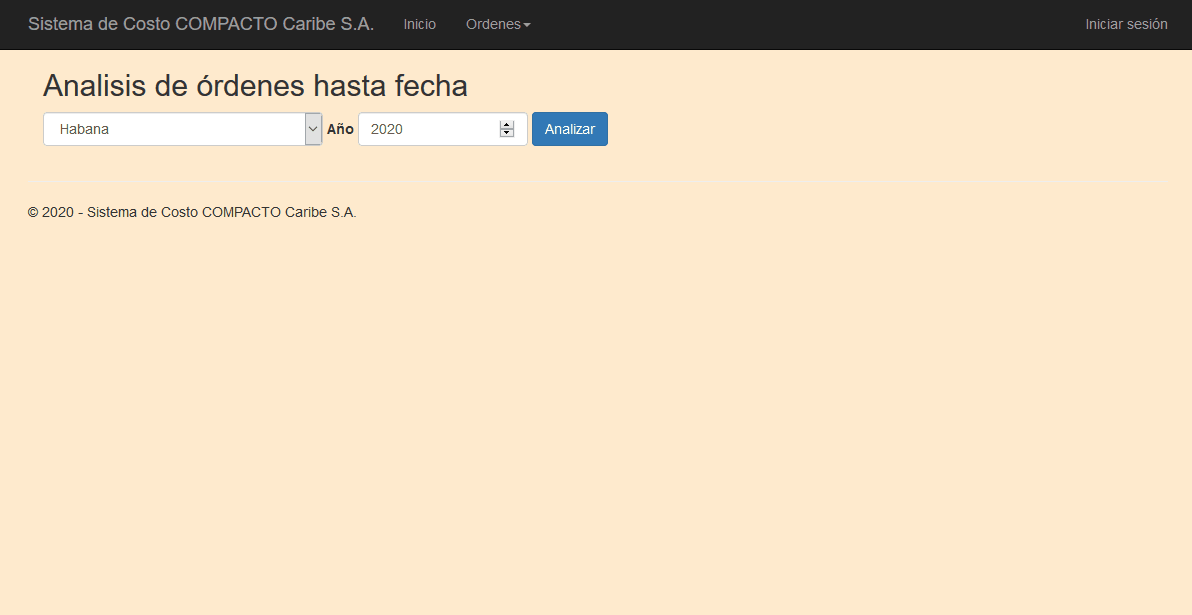 Sistema de Costo COMPACTO Caribe S.A. Inicio Ordenes Iniciar sesión
Analisis de órdenes hasta fecha
Habana Año 2020 Analizar
© 2020 - Sistema de Costo COMPACTO Caribe S.A.